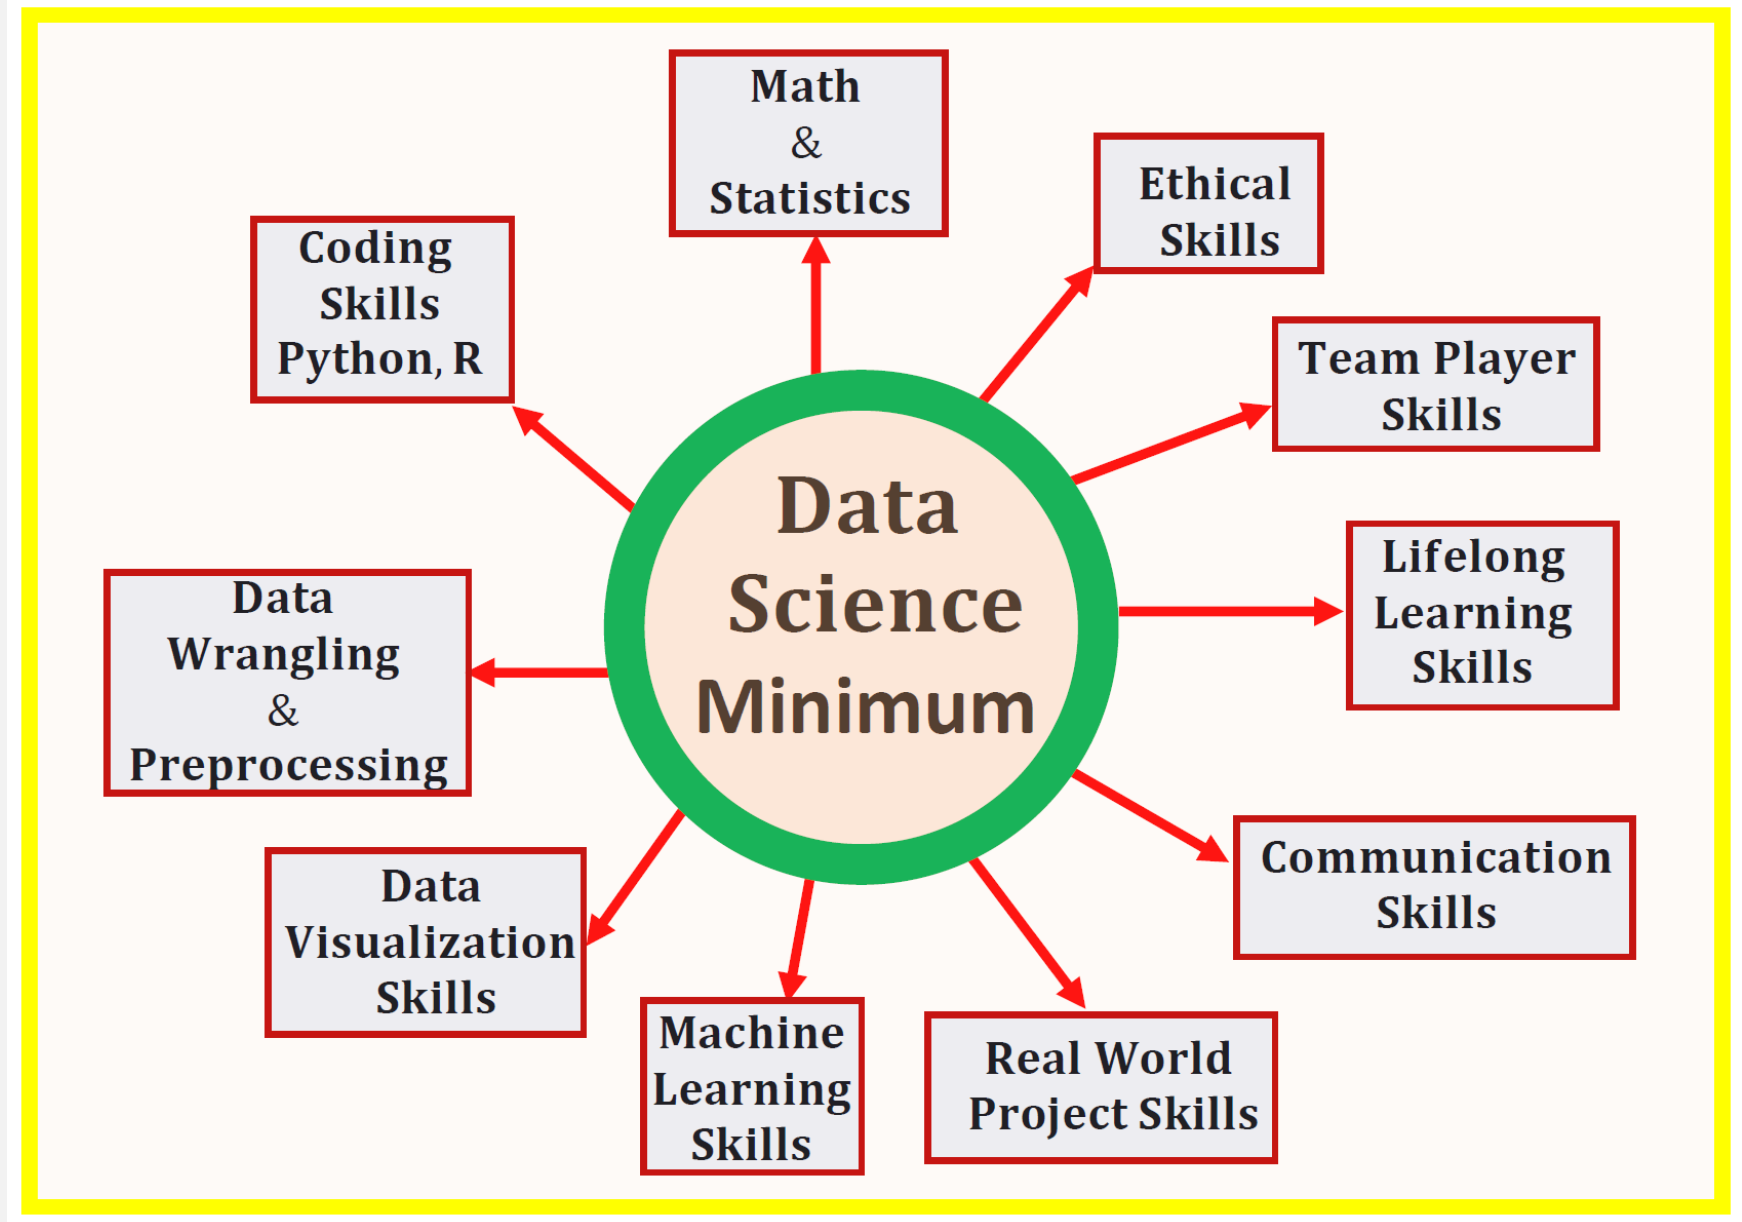 Math
&
Statistics
Ethical
Skills
Team Player
Skills
Lifelong
Learning
Skills
Communication
Skills
Real World
Project Skills
Machine
Learning
Skills
Data
Visualization
Skills
Data
Wrangling
&
Preprocessing
Coding
Skills
Python, R
Data
Science
Minimum